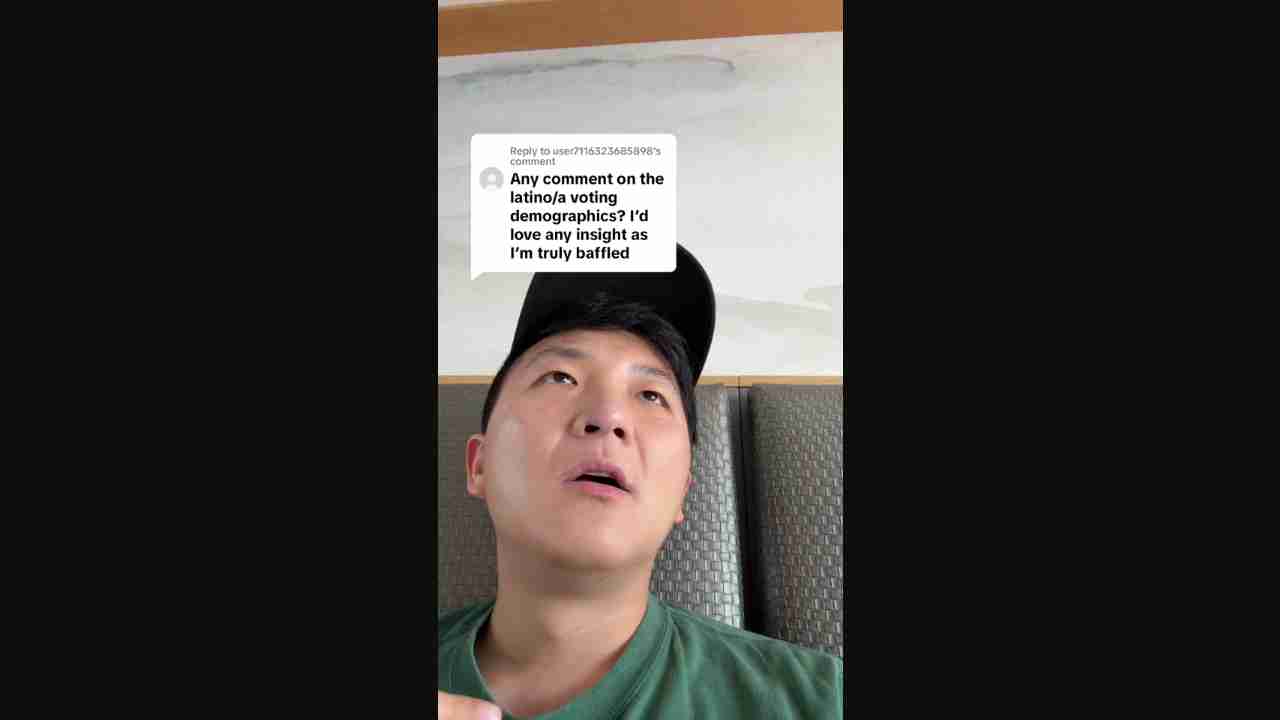 Reply to user7116323685898's
comment
Any comment on the
latino/a voting
demographics? I'd
love any insight as
I'm truly baffled